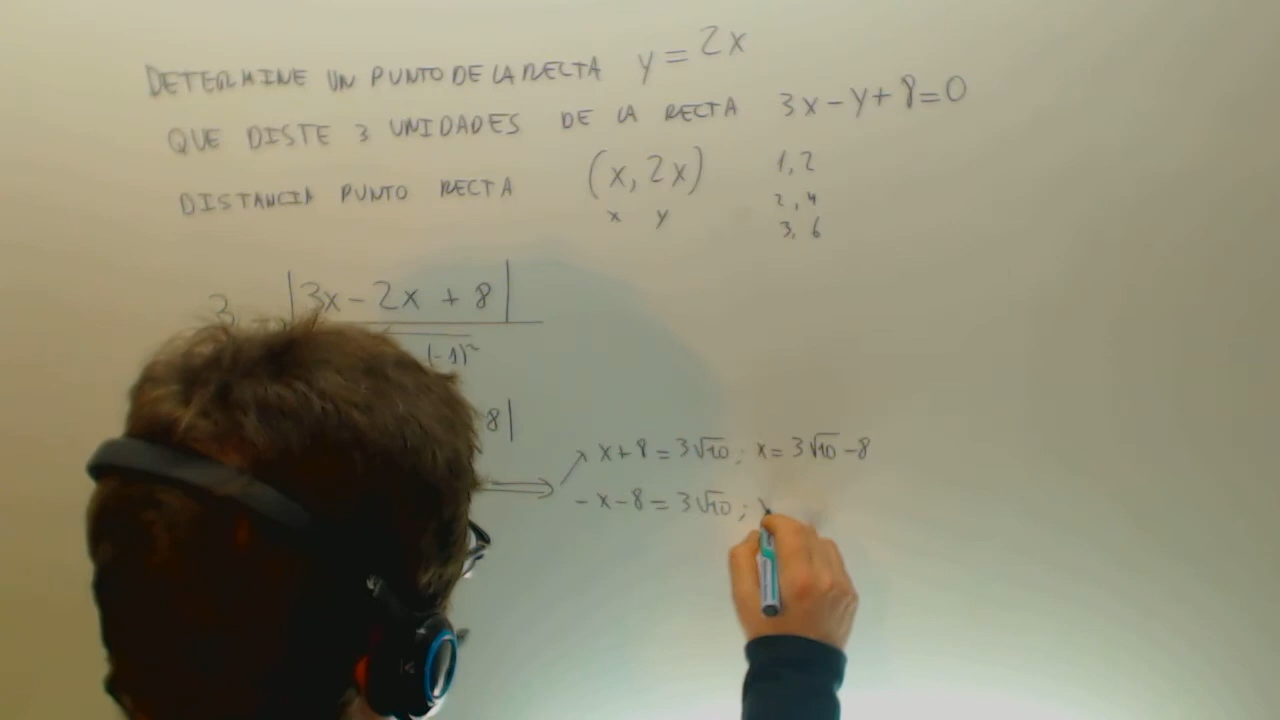 DETERMINE UN PUNTO DE LA RECTA y = 2x
QUE DISTE 3 UNIDADES DE LA RECTA 3x - y + 8 = 0
DISTANCIA PUNTO RECTA (x, 2x) 1, 2
x y 2, 4
3, 6
3 |3x - 2x + 8|
(-1)²
8|
x + 8 = 3√10 ; x = 3√10 - 8
- x - 8 = 3√10 ; x